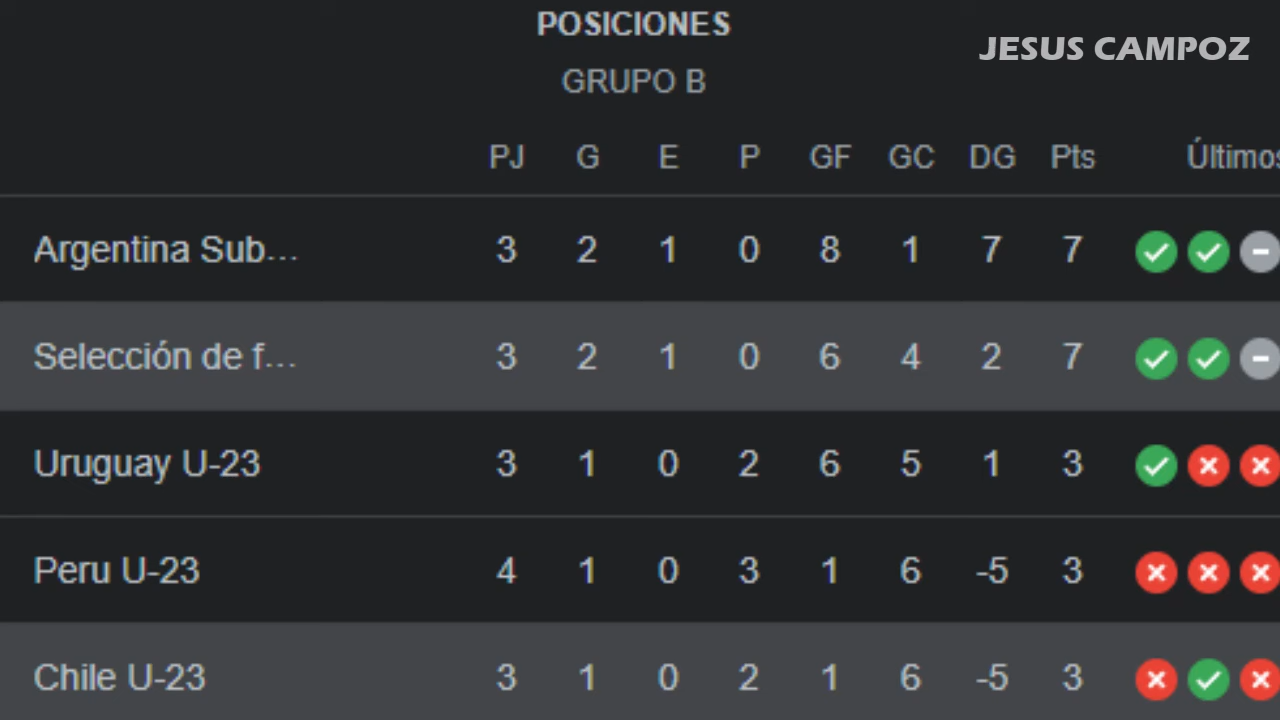 POSICIONES
JESUS CAMPOZ
GRUPO B
PJ G E P GF GC DG Pts Últimos
Argentina Sub... 3 2 1 0 8 1 7 7
Selección de f... 3 2 1 0 6 4 2 7
Uruguay U-23 3 1 0 2 6 5 1 3
Peru U-23 4 1 0 3 1 6 -5 3
Chile U-23 3 1 0 2 1 6 -5 3